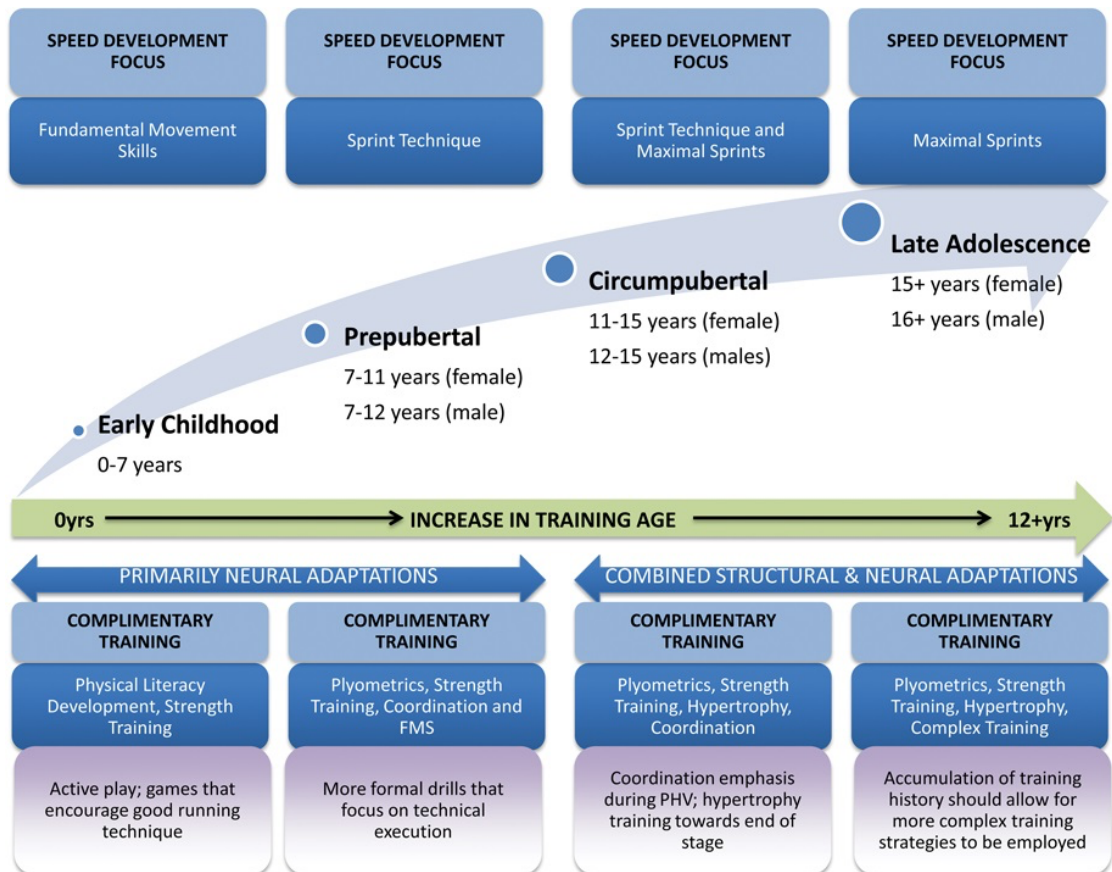 SPEED DEVELOPMENT
FOCUS
Fundamental Movement
Skills
SPEED DEVELOPMENT
FOCUS
Sprint Technique
SPEED DEVELOPMENT
FOCUS
Sprint Technique and
Maximal Sprints
SPEED DEVELOPMENT
FOCUS
Maximal Sprints
Early Childhood
0-7 years
Prepubertal
7-11 years (female)
7-12 years (male)
Circumpubertal
11-15 years (female)
12-15 years (males)
Late Adolescence
15+ years (female)
16+ years (male)
0yrs INCREASE IN TRAINING AGE 12+yrs
PRIMARILY NEURAL ADAPTATIONS
COMBINED STRUCTURAL & NEURAL ADAPTATIONS
COMPLIMENTARY
TRAINING
Physical Literacy
Development, Strength
Training
Active play; games that
encourage good running
technique
COMPLIMENTARY
TRAINING
Plyometrics, Strength
Training, Coordination and
FMS
More formal drills that
focus on technical
execution
COMPLIMENTARY
TRAINING
Plyometrics, Strength
Training, Hypertrophy,
Coordination
Coordination emphasis
during PHV; hypertrophy
training towards end of
stage
COMPLIMENTARY
TRAINING
Plyometrics, Strength
Training, Hypertrophy,
Complex Training
Accumulation of training
history should allow for
more complex training
strategies to be employed